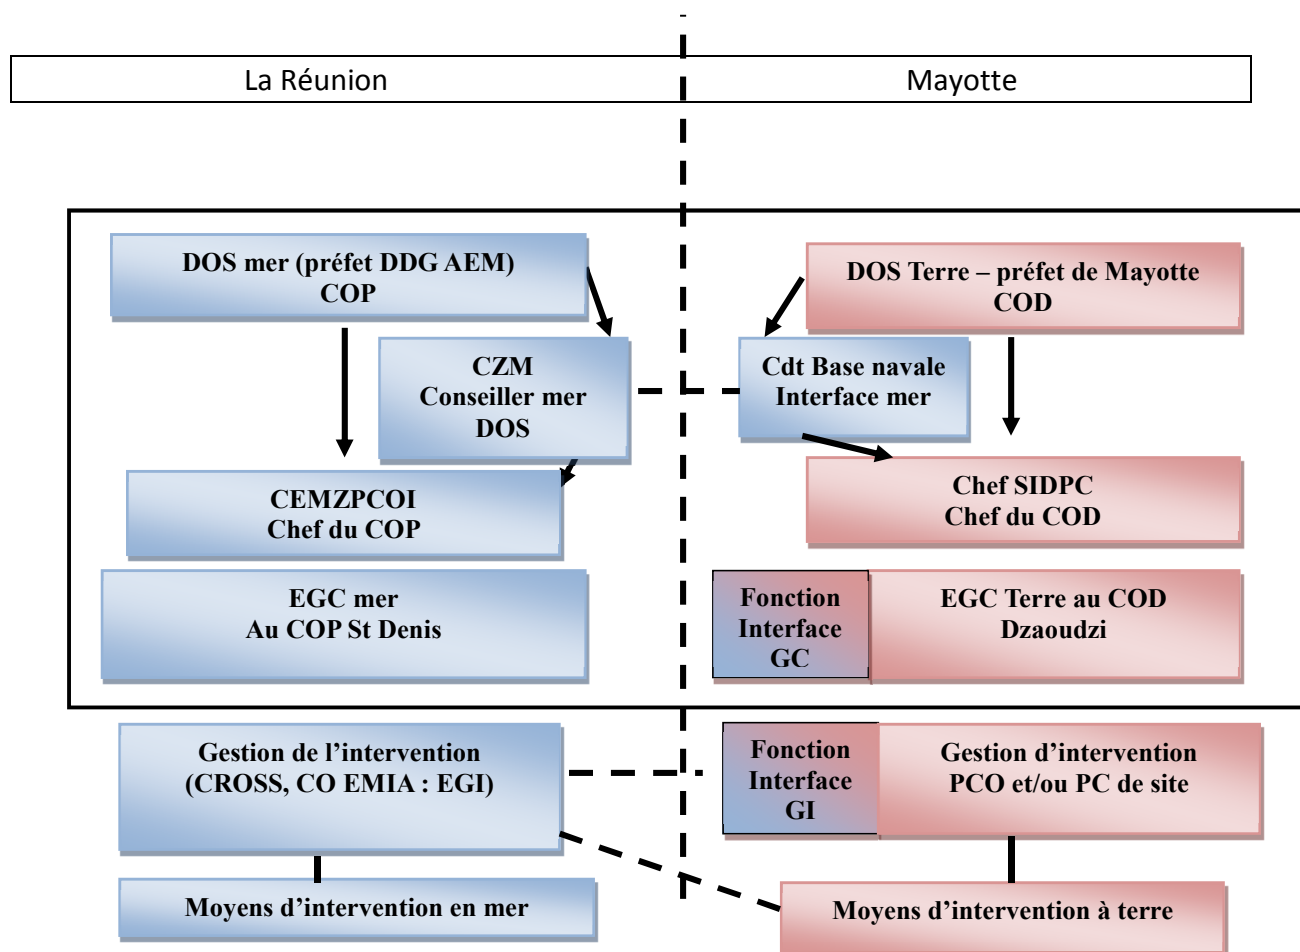 La Réunion
Mayotte
DOS mer (préfet DDG AEM)
COP
DOS Terre – préfet de Mayotte
COD
CZM
Conseiller mer
DOS
Cdt Base navale
Interface mer
CEMZPCOI
Chef du COP
Chef SIDPC
Chef du COD
EGC mer
Au COP St Denis
Fonction
Interface
GC
EGC Terre au COD
Dzaoudzi
Gestion de l’intervention
(CROSS, CO EMIA : EGI)
Fonction
Interface
GI
Gestion d’intervention
PCO et/ou PC de site
Moyens d’intervention en mer
Moyens d’intervention à terre